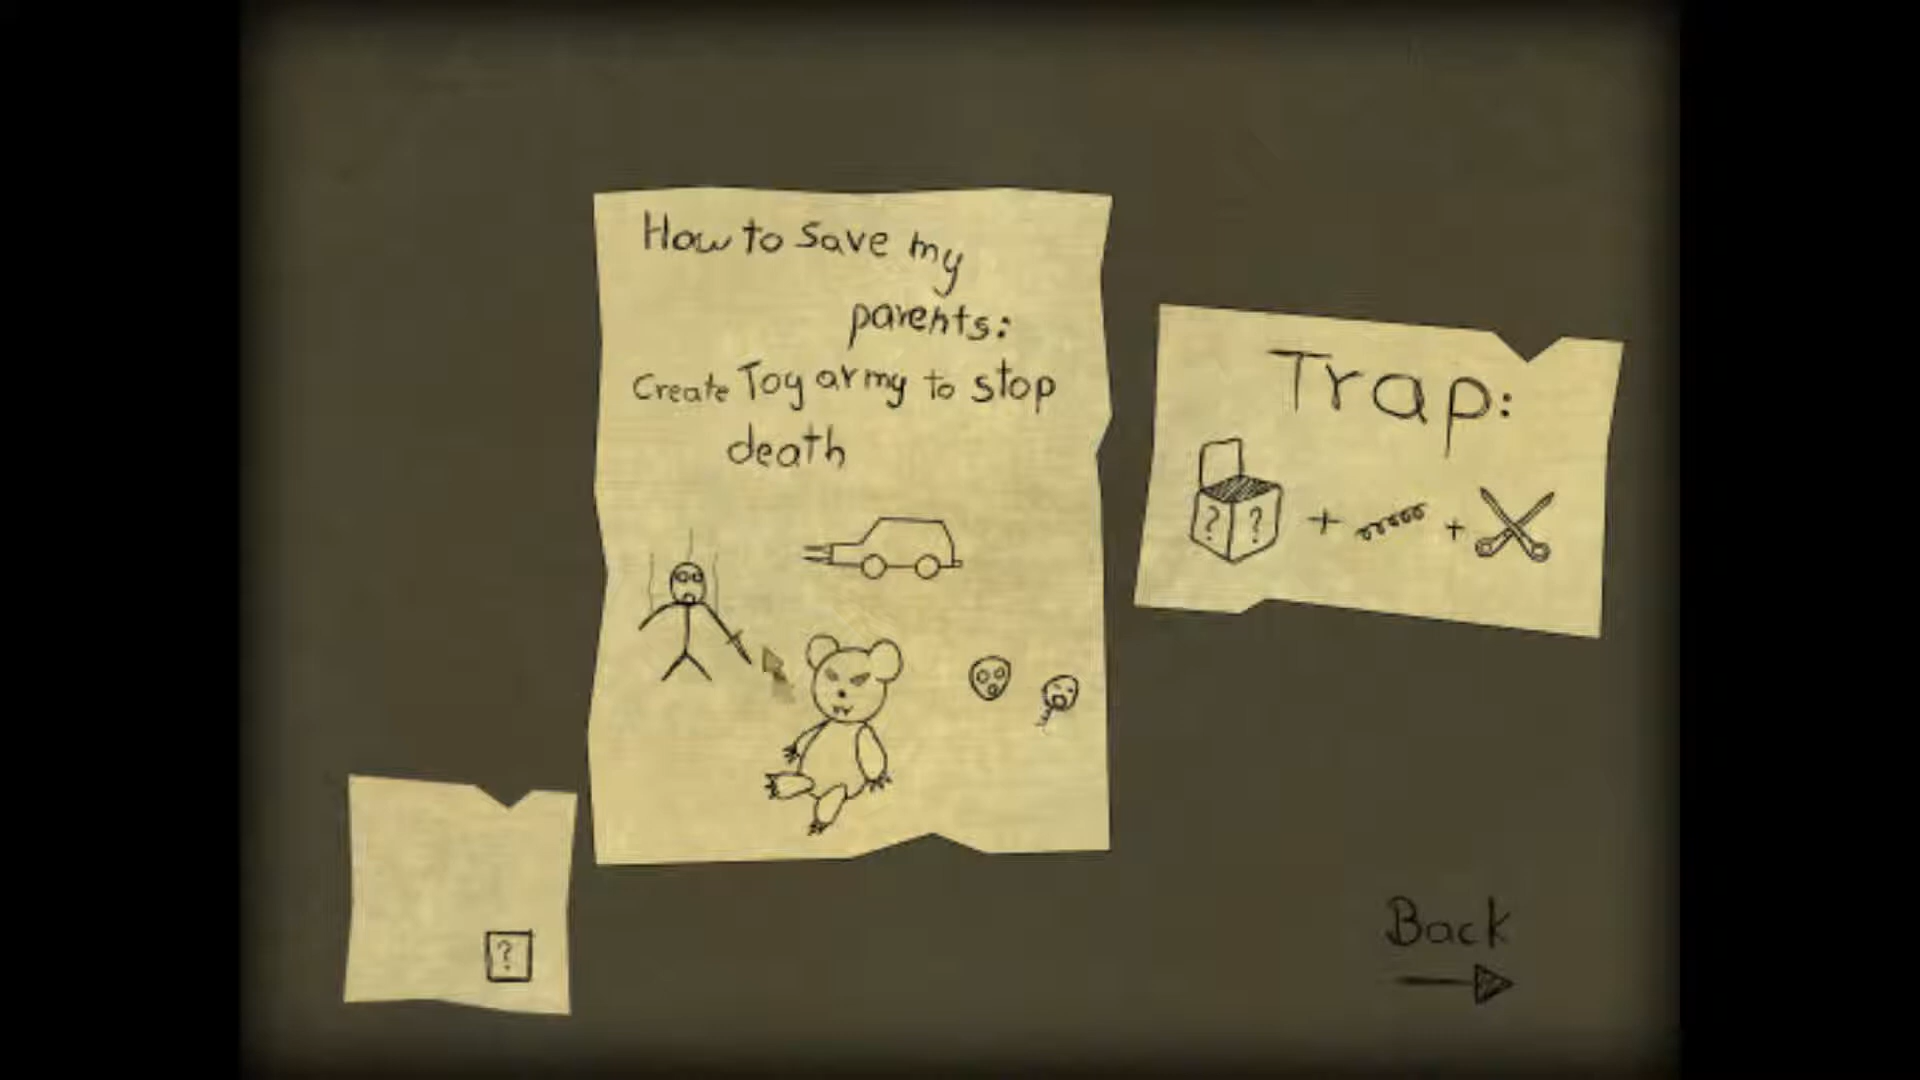 How to save my
parents:
Create Toy army to stop
death
Trap:
? ?
+ +
?
Back